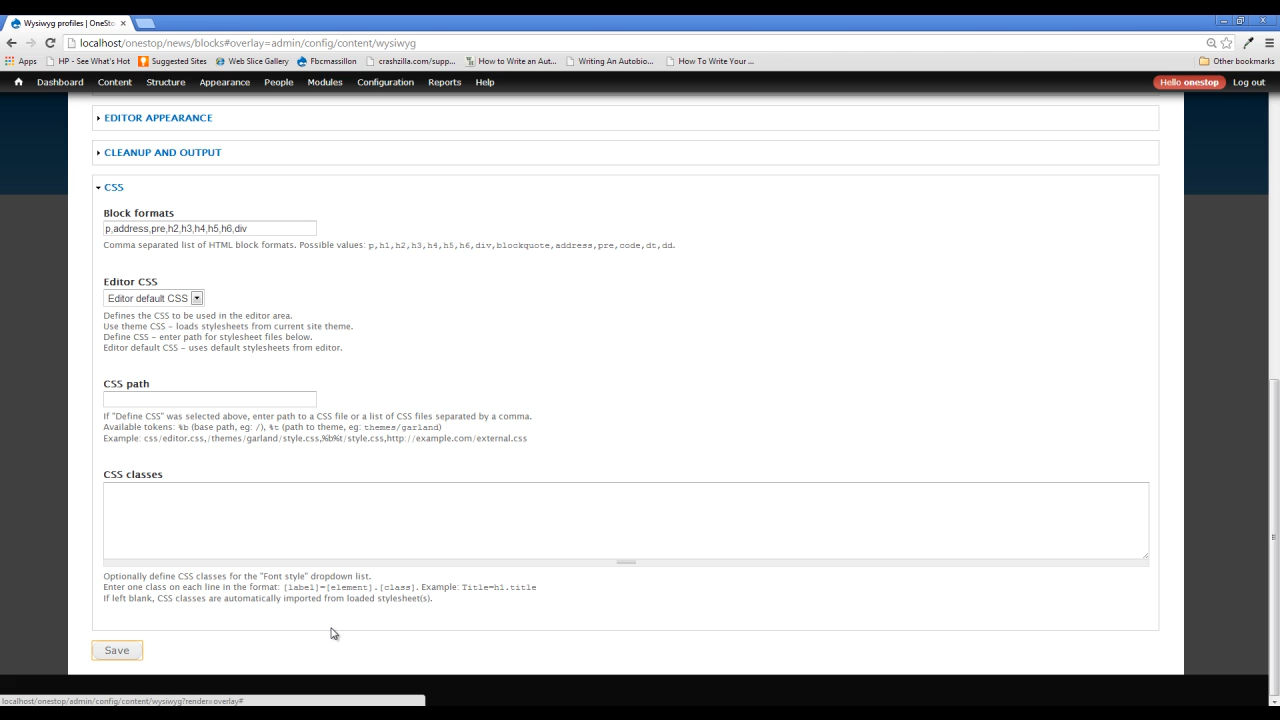 Wysiwyg profiles | OneSto
localhost/onestop/news/blocks#overlay=admin/config/content/wysiwyg
Apps HP - See What's Hot Suggested Sites Web Slice Gallery Fbcmassillon crashzilla.com/supp... How to Write an Aut... Writing An Autobio... How To Write Your ... Other bookmarks
Dashboard Content Structure Appearance People Modules Configuration Reports Help Hello onestop Log out
EDITOR APPEARANCE
CLEANUP AND OUTPUT
CSS
Block formats
p,address,pre,h2,h3,h4,h5,h6,div
Comma separated list of HTML block formats. Possible values: p,h1,h2,h3,h4,h5,h6,div,blockquote,address,pre,code,dt,dd.
Editor CSS
Editor default CSS
Defines the CSS to be used in the editor area.
Use theme CSS - loads stylesheets from current site theme.
Define CSS - enter path for stylesheet files below.
Editor default CSS - uses default stylesheets from editor.
CSS path
If "Define CSS" was selected above, enter path to a CSS file or a list of CSS files separated by a comma.
Available tokens: %b (base path, eg: /), %t (path to theme, eg: themes/garland)
Example: css/editor.css,/themes/garland/style.css,%b%t/style.css,http://example.com/external.css
CSS classes
Optionally define CSS classes for the "Font style" dropdown list.
Enter one class on each line in the format: [label]=[element].[class]. Example: Title=h1.title
If left blank, CSS classes are automatically imported from loaded stylesheet(s).
Save
localhost/onestop/admin/config/content/wysiwyg?render=overlay#